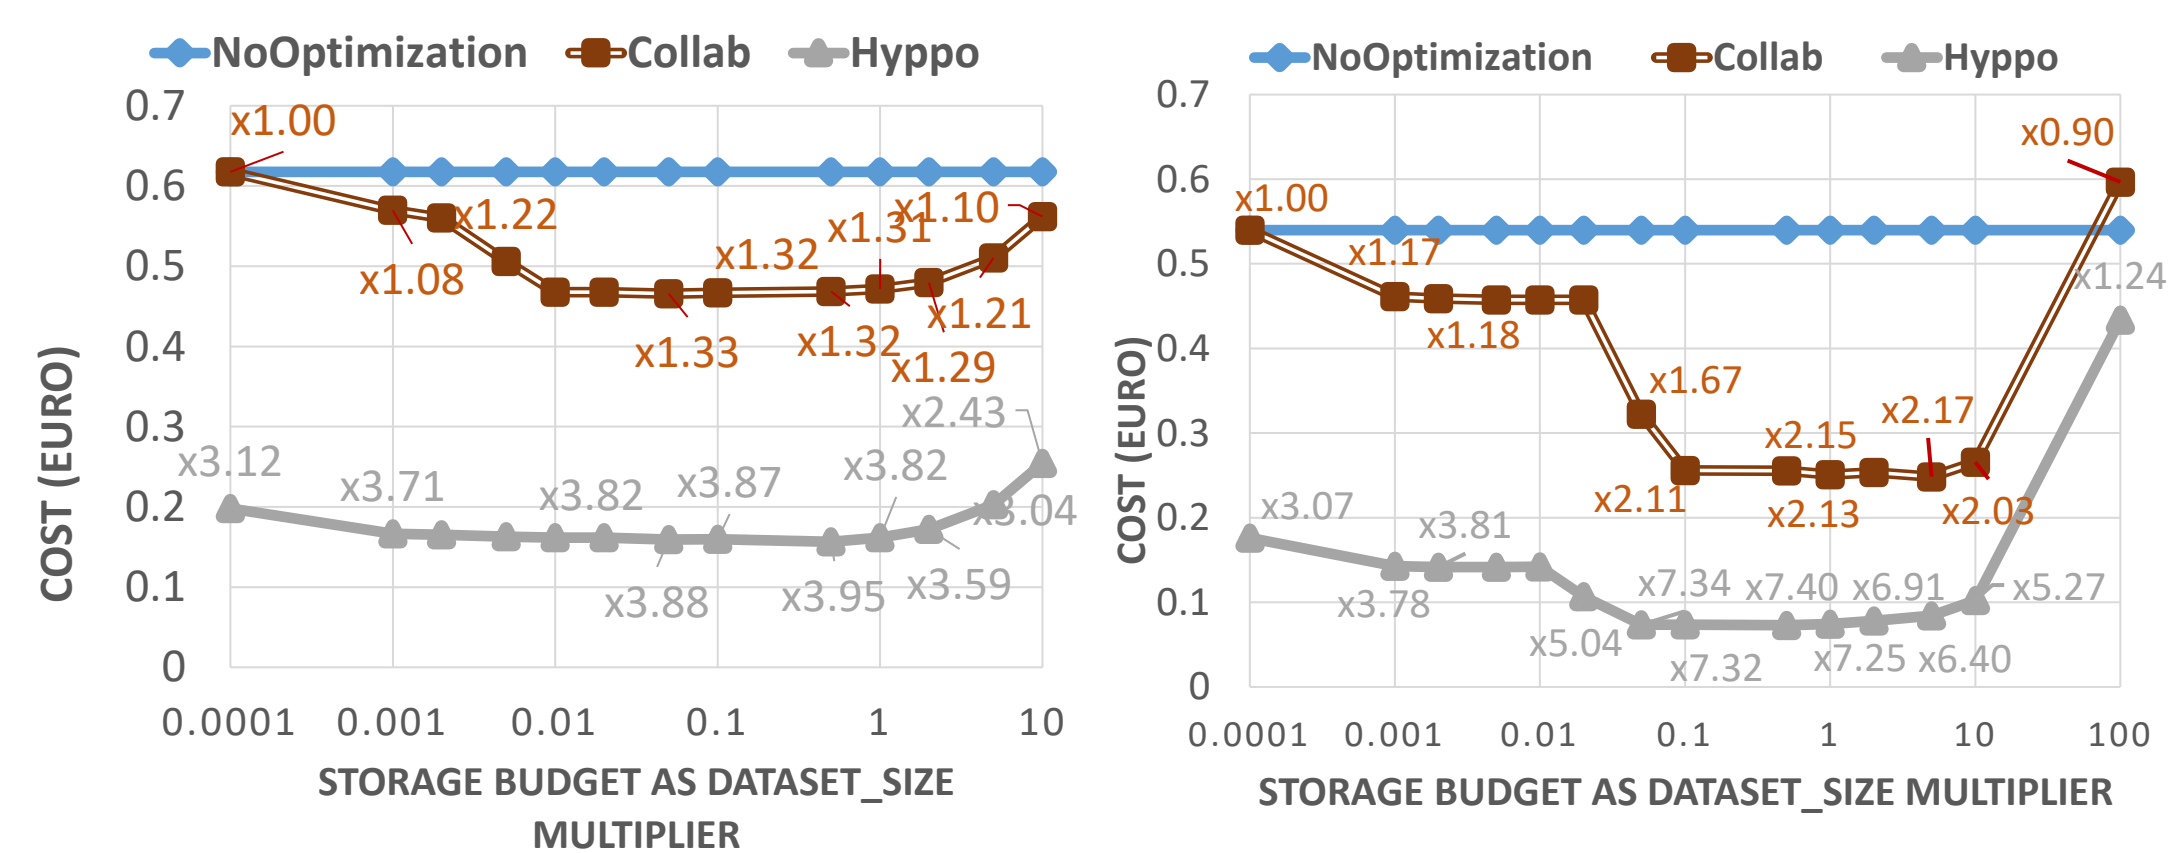 NoOptimization Collab Hyppo
0.7
0.6
0.5
0.4
0.3
0.2
0.1
0
COST (EURO)
x1.00
x1.08
x1.22
x1.33
x1.32
x1.32
x1.31
x1.29
x1.21
x1.10
x3.12
x3.71
x3.82
x3.88
x3.87
x3.95
x3.82
x3.59
x3.04
x2.43
0.0001 0.001 0.01 0.1 1 10
STORAGE BUDGET AS DATASET_SIZE
MULTIPLIER
NoOptimization Collab Hyppo
0.7
0.6
0.5
0.4
0.3
0.2
0.1
0
COST (EURO)
x1.00
x1.17
x1.18
x1.67
x2.11
x2.15
x2.13
x2.17
x2.03
x0.90
x3.07
x3.78
x3.81
x5.04
x7.34
x7.32
x7.40
x7.25
x6.91
x6.40
x5.27
x1.24
0.0001 0.001 0.01 0.1 1 10 100
STORAGE BUDGET AS DATASET_SIZE MULTIPLIER